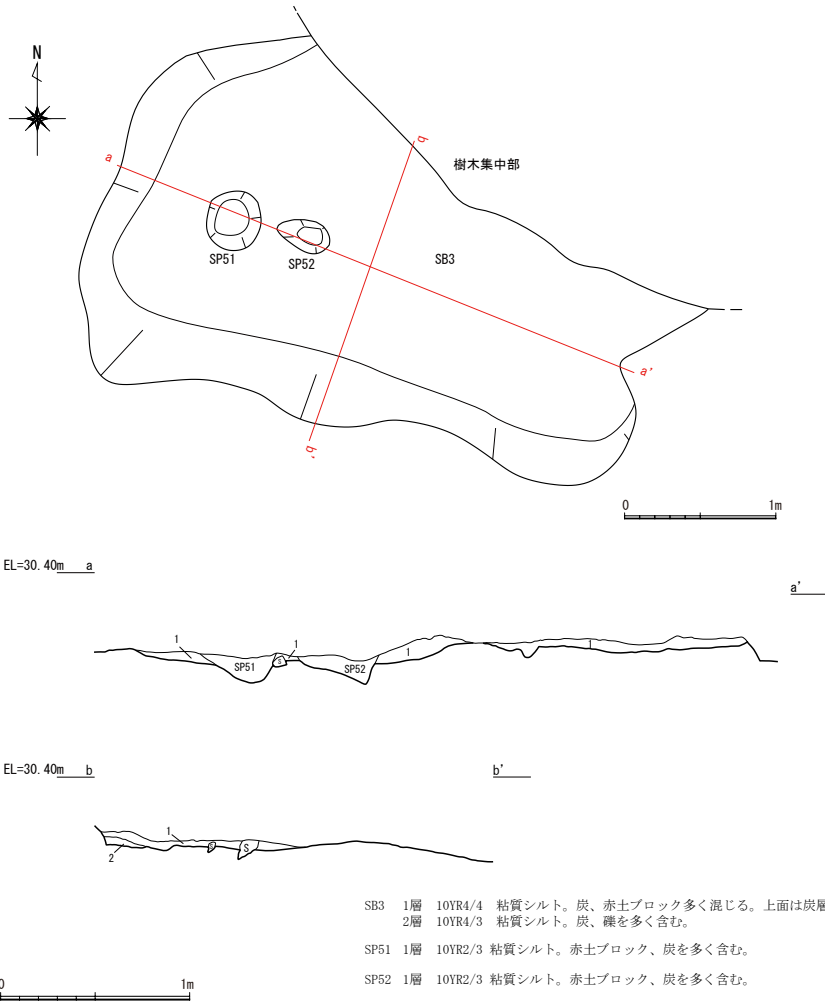 N
a
b
樹木集中部
SP51
SP52
SB3
a'
b'
0 1m
EL=30.40m a
a'
1
SP51
S
1
SP52
1
1
EL=30.40m b
b'
1
2
S
S
SB3 1層 10YR4/4 粘質シルト。炭、赤土ブロック多く混じる。上面は炭層
2層 10YR4/3 粘質シルト。炭、礫を多く含む。
SP51 1層 10YR2/3 粘質シルト。赤土ブロック、炭を多く含む。
SP52 1層 10YR2/3 粘質シルト。赤土ブロック、炭を多く含む。
0 1m